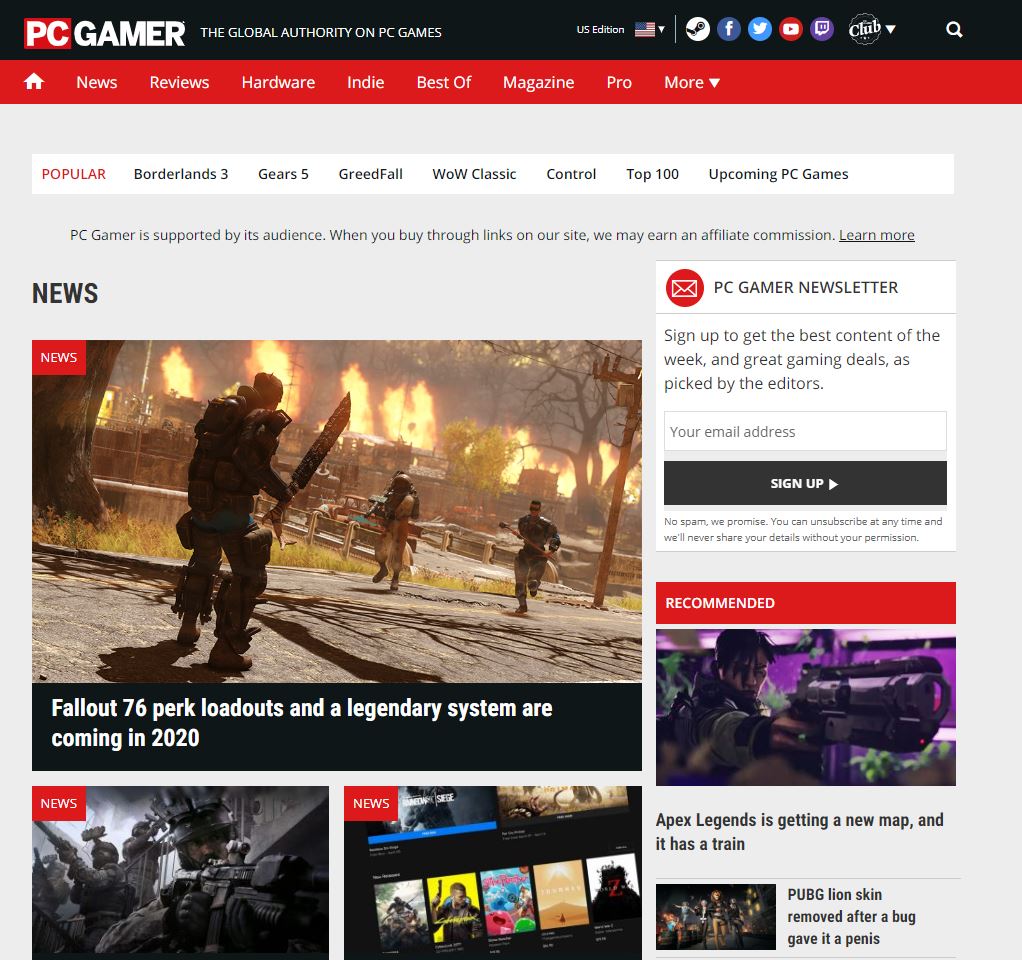 PC GAMER THE GLOBAL AUTHORITY ON PC GAMES US Edition Club
News Reviews Hardware Indie Best Of Magazine Pro More
POPULAR Borderlands 3 Gears 5 GreedFall WoW Classic Control Top 100 Upcoming PC Games
PC Gamer is supported by its audience. When you buy through links on our site, we may earn an affiliate commission. Learn more
NEWS
NEWS
Fallout 76 perk loadouts and a legendary system are
coming in 2020
NEWS
NEWS
RAINBOW SIX SIEGE
New Releases
PC GAMER NEWSLETTER
Sign up to get the best content of the
week, and great gaming deals, as
picked by the editors.
Your email address
SIGN UP
No spam, we promise. You can unsubscribe at any time and
we'll never share your details without your permission.
RECOMMENDED
Apex Legends is getting a new map, and
it has a train
PUBG lion skin
removed after a bug
gave it a penis